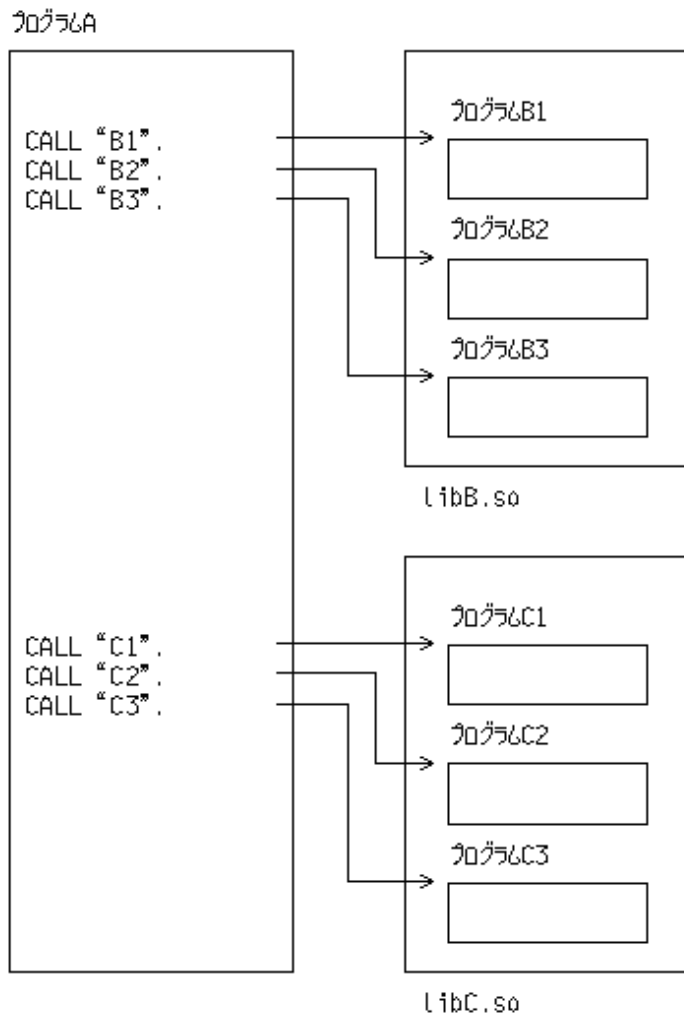 プログラムA
CALL “B1”.
CALL “B2”.
CALL “B3”.
プログラムB1
プログラムB2
プログラムB3
libB.so
CALL “C1”.
CALL “C2”.
CALL “C3”.
プログラムC1
プログラムC2
プログラムC3
libC.so